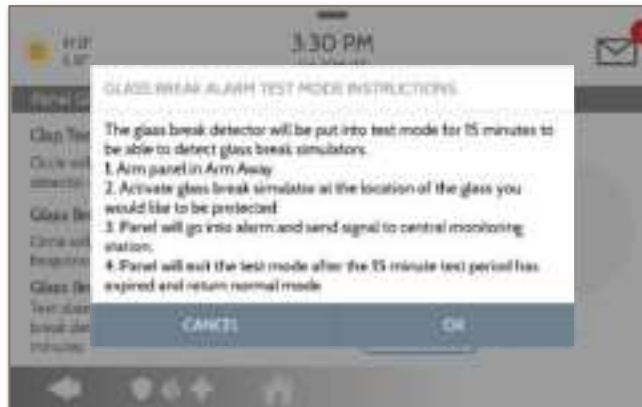 3:30 PM
GLASS BREAK ALARM TEST MODE INSTRUCTIONS
The glass break detector will be put into test mode for 15 minutes to
be able to detect glass break simulators
1. Arm panel in Arm Away
2. Activate glass break simulator at the location of the glass you
would like to be protected
3. Panel will go into alarm and send signal to central monitoring
station.
4. Panel will exit the test mode after the 15 minute test period has
expired and return normal mode
CANCEL
OK
Glass
Glass
minutes